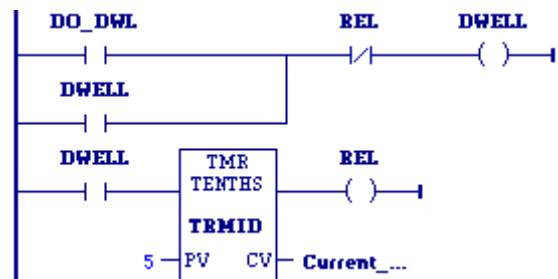 DO_DWL REL DWELL
DWELL
DWELL TMR REL
TENTHS
TRMID
5 PV CV Current_...